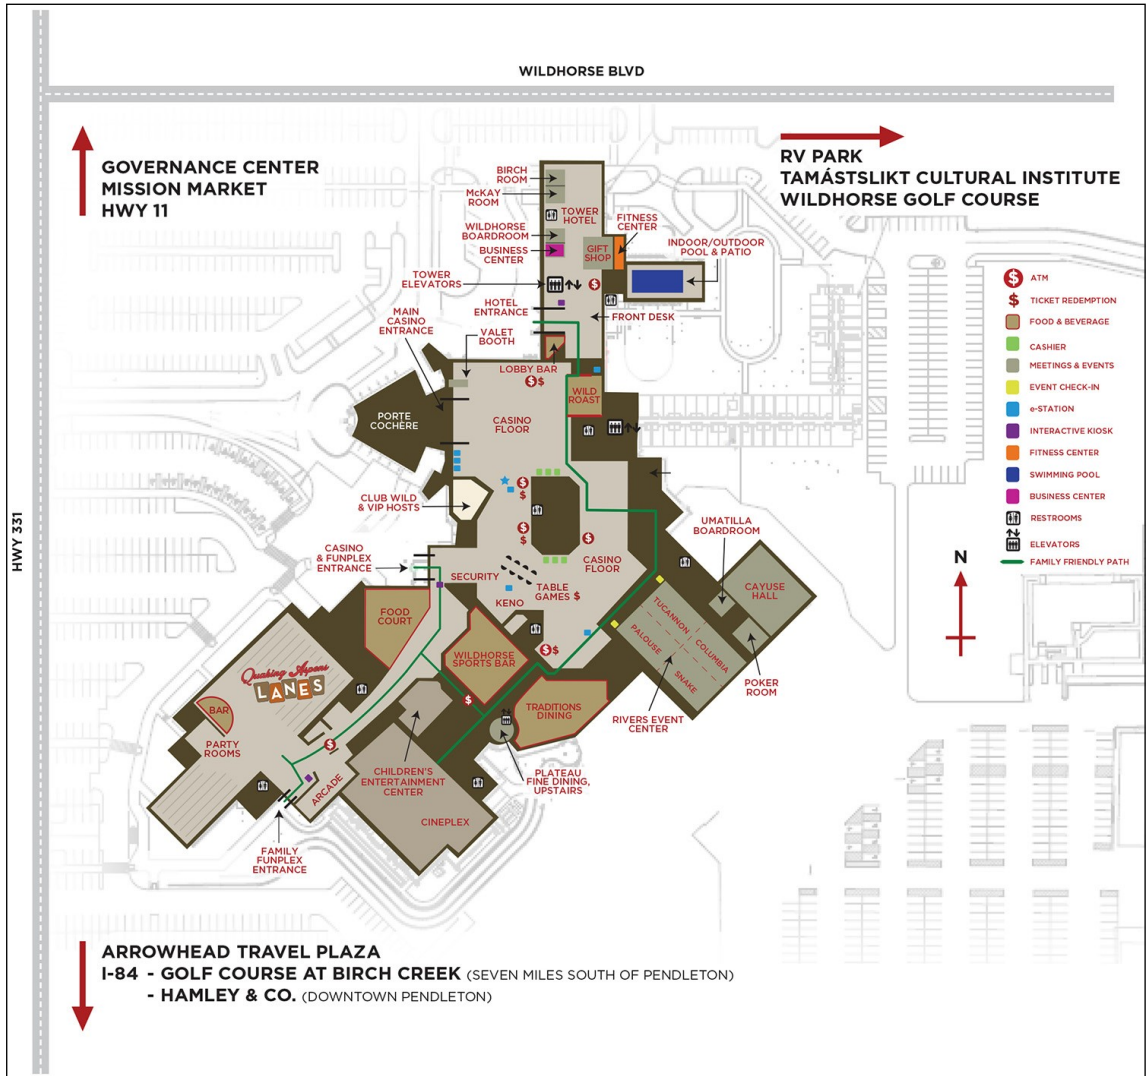 WILDHORSE BLVD
HWY 331
GOVERNANCE CENTER
MISSION MARKET
HWY 11
RV PARK
TAMÁSTSLIKT CULTURAL INSTITUTE
WILDHORSE GOLF COURSE
BIRCH
ROOM
McKAY
ROOM
TOWER
HOTEL
WILDHORSE
BOARDROOM
BUSINESS
CENTER
GIFT
SHOP
FITNESS
CENTER
INDOOR/OUTDOOR
POOL & PATIO
TOWER
ELEVATORS
HOTEL
ENTRANCE
FRONT DESK
MAIN
CASINO
ENTRANCE
VALET
BOOTH
LOBBY BAR
$
$
WILD
ROAST
PORTE
COCHÈRE
CASINO
FLOOR
CLUB WILD
& VIP HOSTS
$
$
$
$
$
$
CASINO
& FUNPLEX
ENTRANCE
SECURITY
TABLE
GAMES $
CASINO
FLOOR
KENO
UMATILLA
BOARDROOM
CAYUSE
HALL
TUCANNON
COLUMBIA
PALOUSE
SNAKE
POKER
ROOM
RIVERS EVENT
CENTER
FOOD
COURT
WILDHORSE
SPORTS BAR
$
$
$
TRADITIONS
DINING
PLATEAU
FINE DINING,
UPSTAIRS
Quaking Aspens
LANES
BAR
PARTY
ROOMS
$
ARCADE
CHILDREN'S
ENTERTAINMENT
CENTER
CINEPLEX
FAMILY
FUNPLEX
ENTRANCE
$ ATM
$ TICKET REDEMPTION
FOOD & BEVERAGE
CASHIER
MEETINGS & EVENTS
EVENT CHECK-IN
e-STATION
INTERACTIVE KIOSK
FITNESS CENTER
SWIMMING POOL
BUSINESS CENTER
RESTROOMS
ELEVATORS
FAMILY FRIENDLY PATH
N
ARROWHEAD TRAVEL PLAZA
I-84 - GOLF COURSE AT BIRCH CREEK (SEVEN MILES SOUTH OF PENDLETON)
- HAMLEY & CO. (DOWNTOWN PENDLETON)